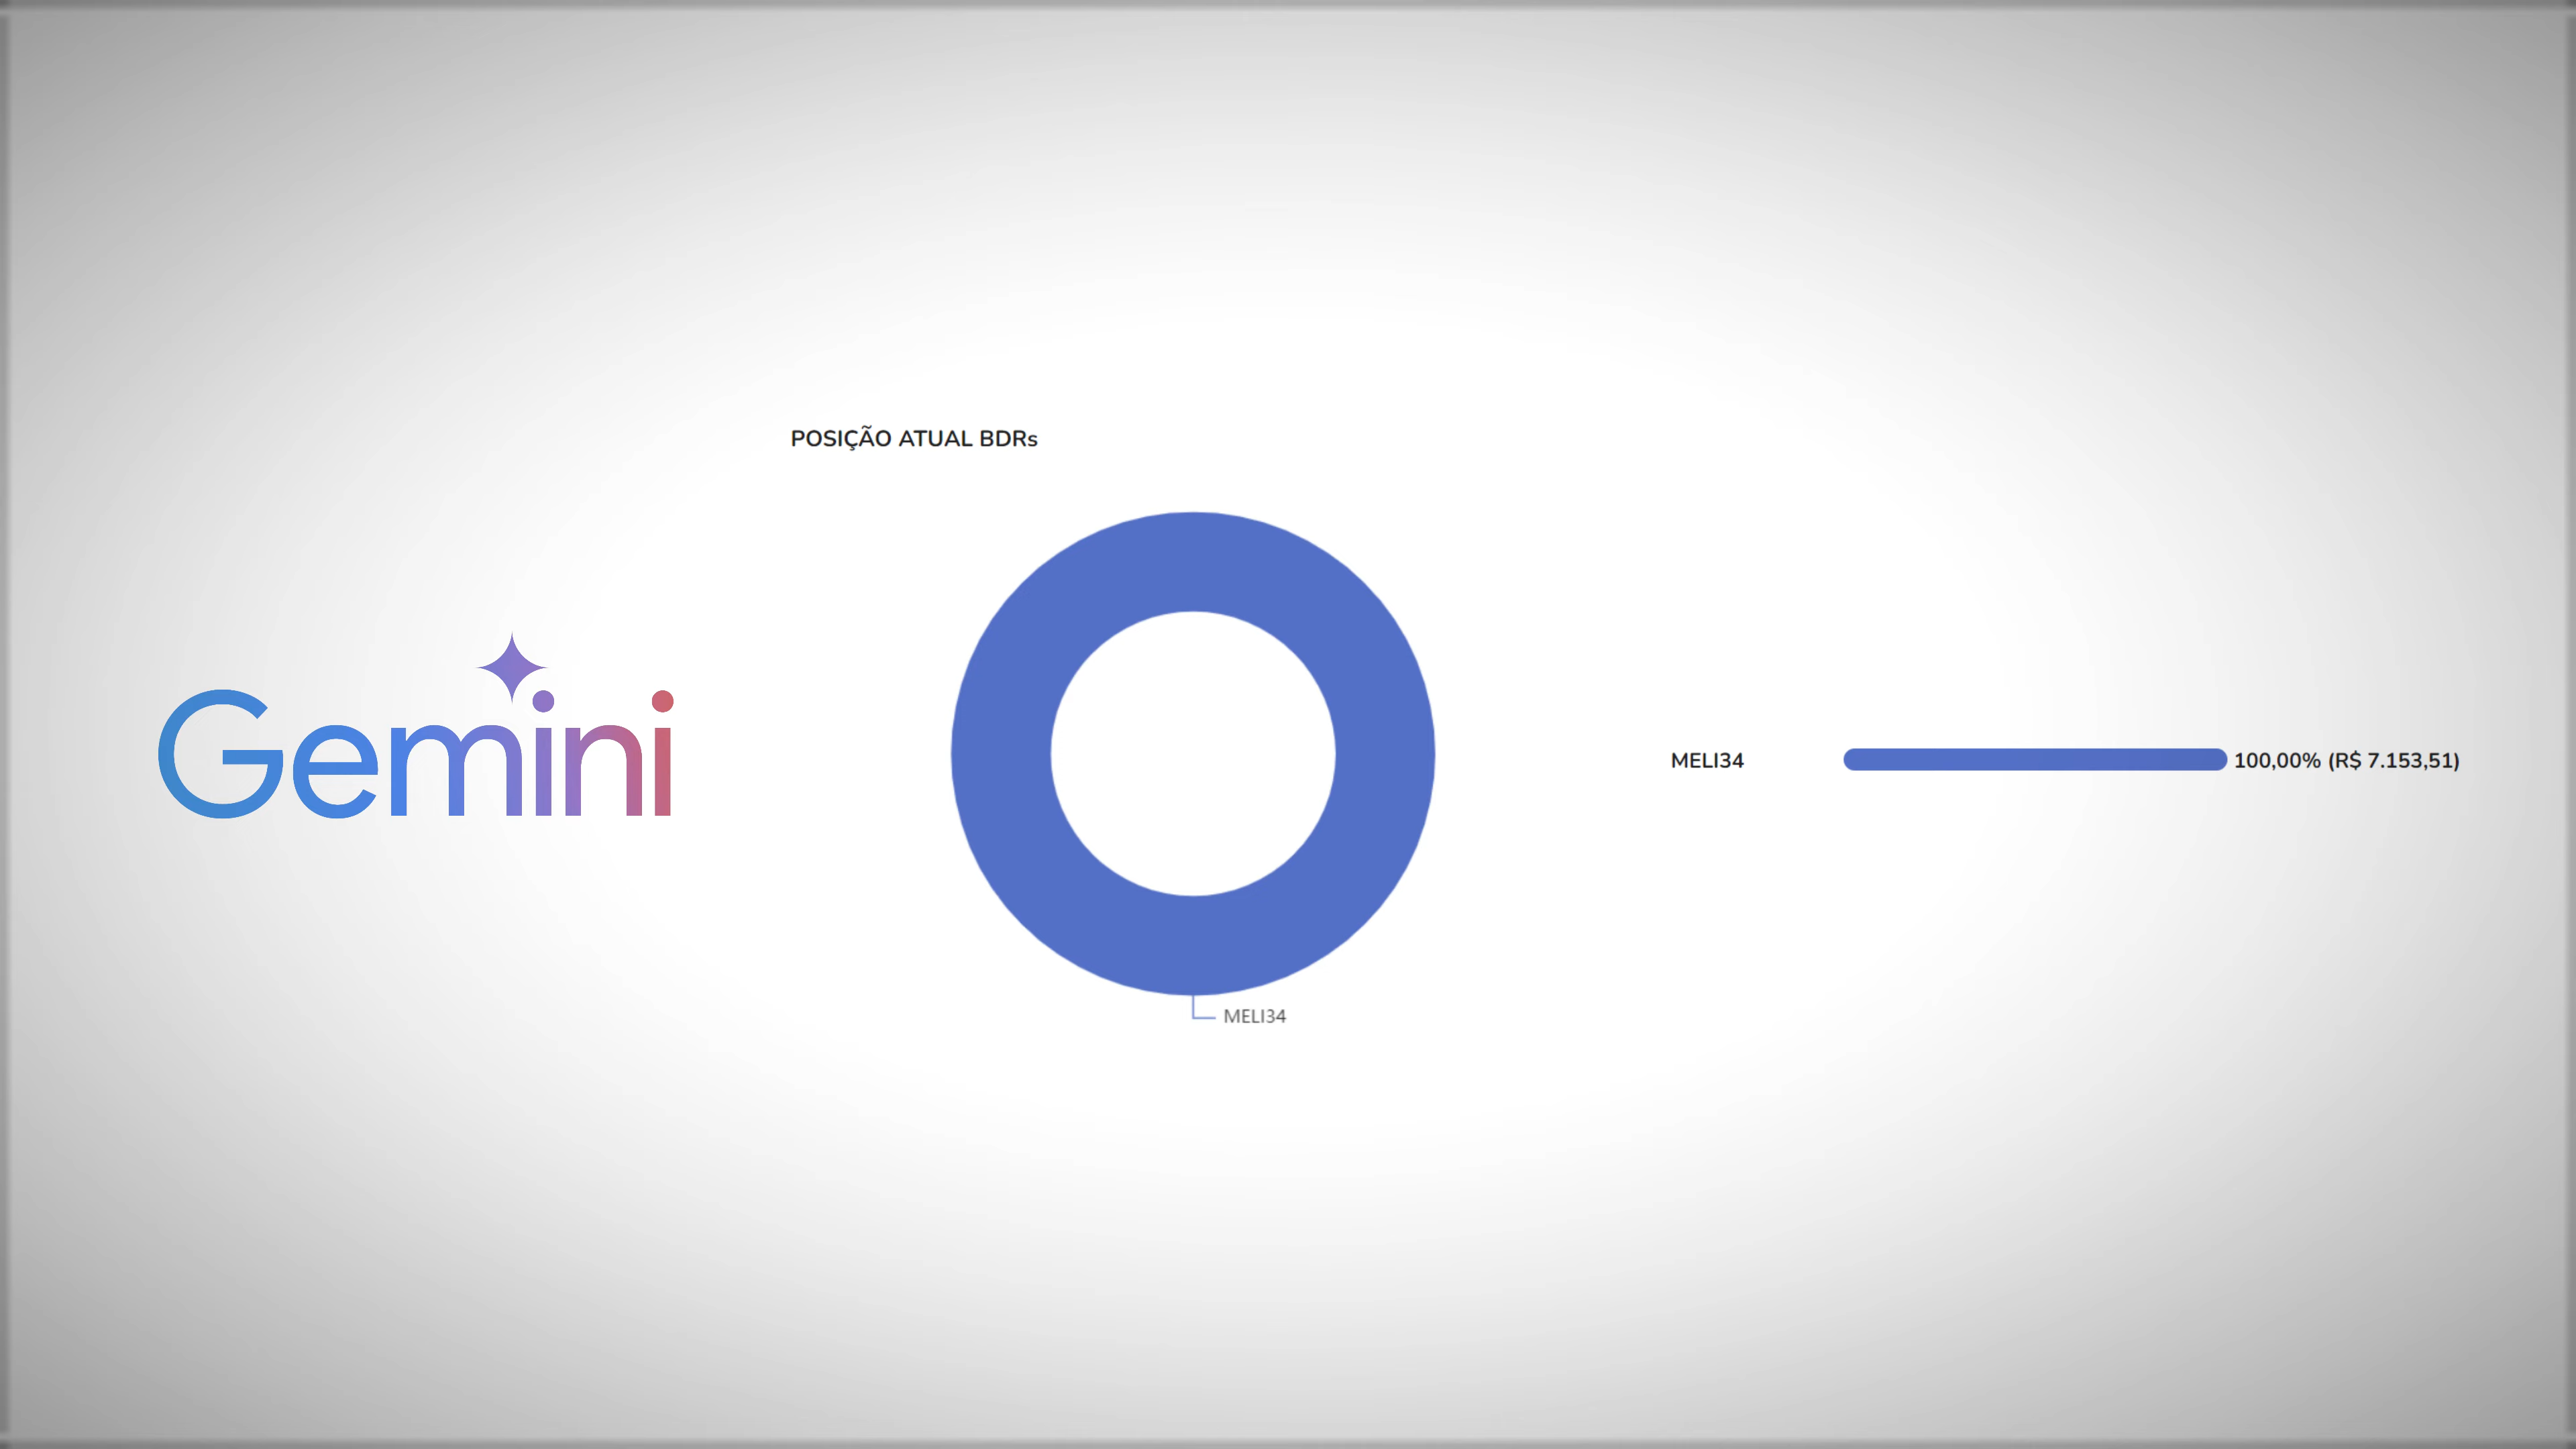 POSIÇÃO ATUAL BDRs
Gemini
MELI34 100,00% (R$ 7.153,51)
MELI34